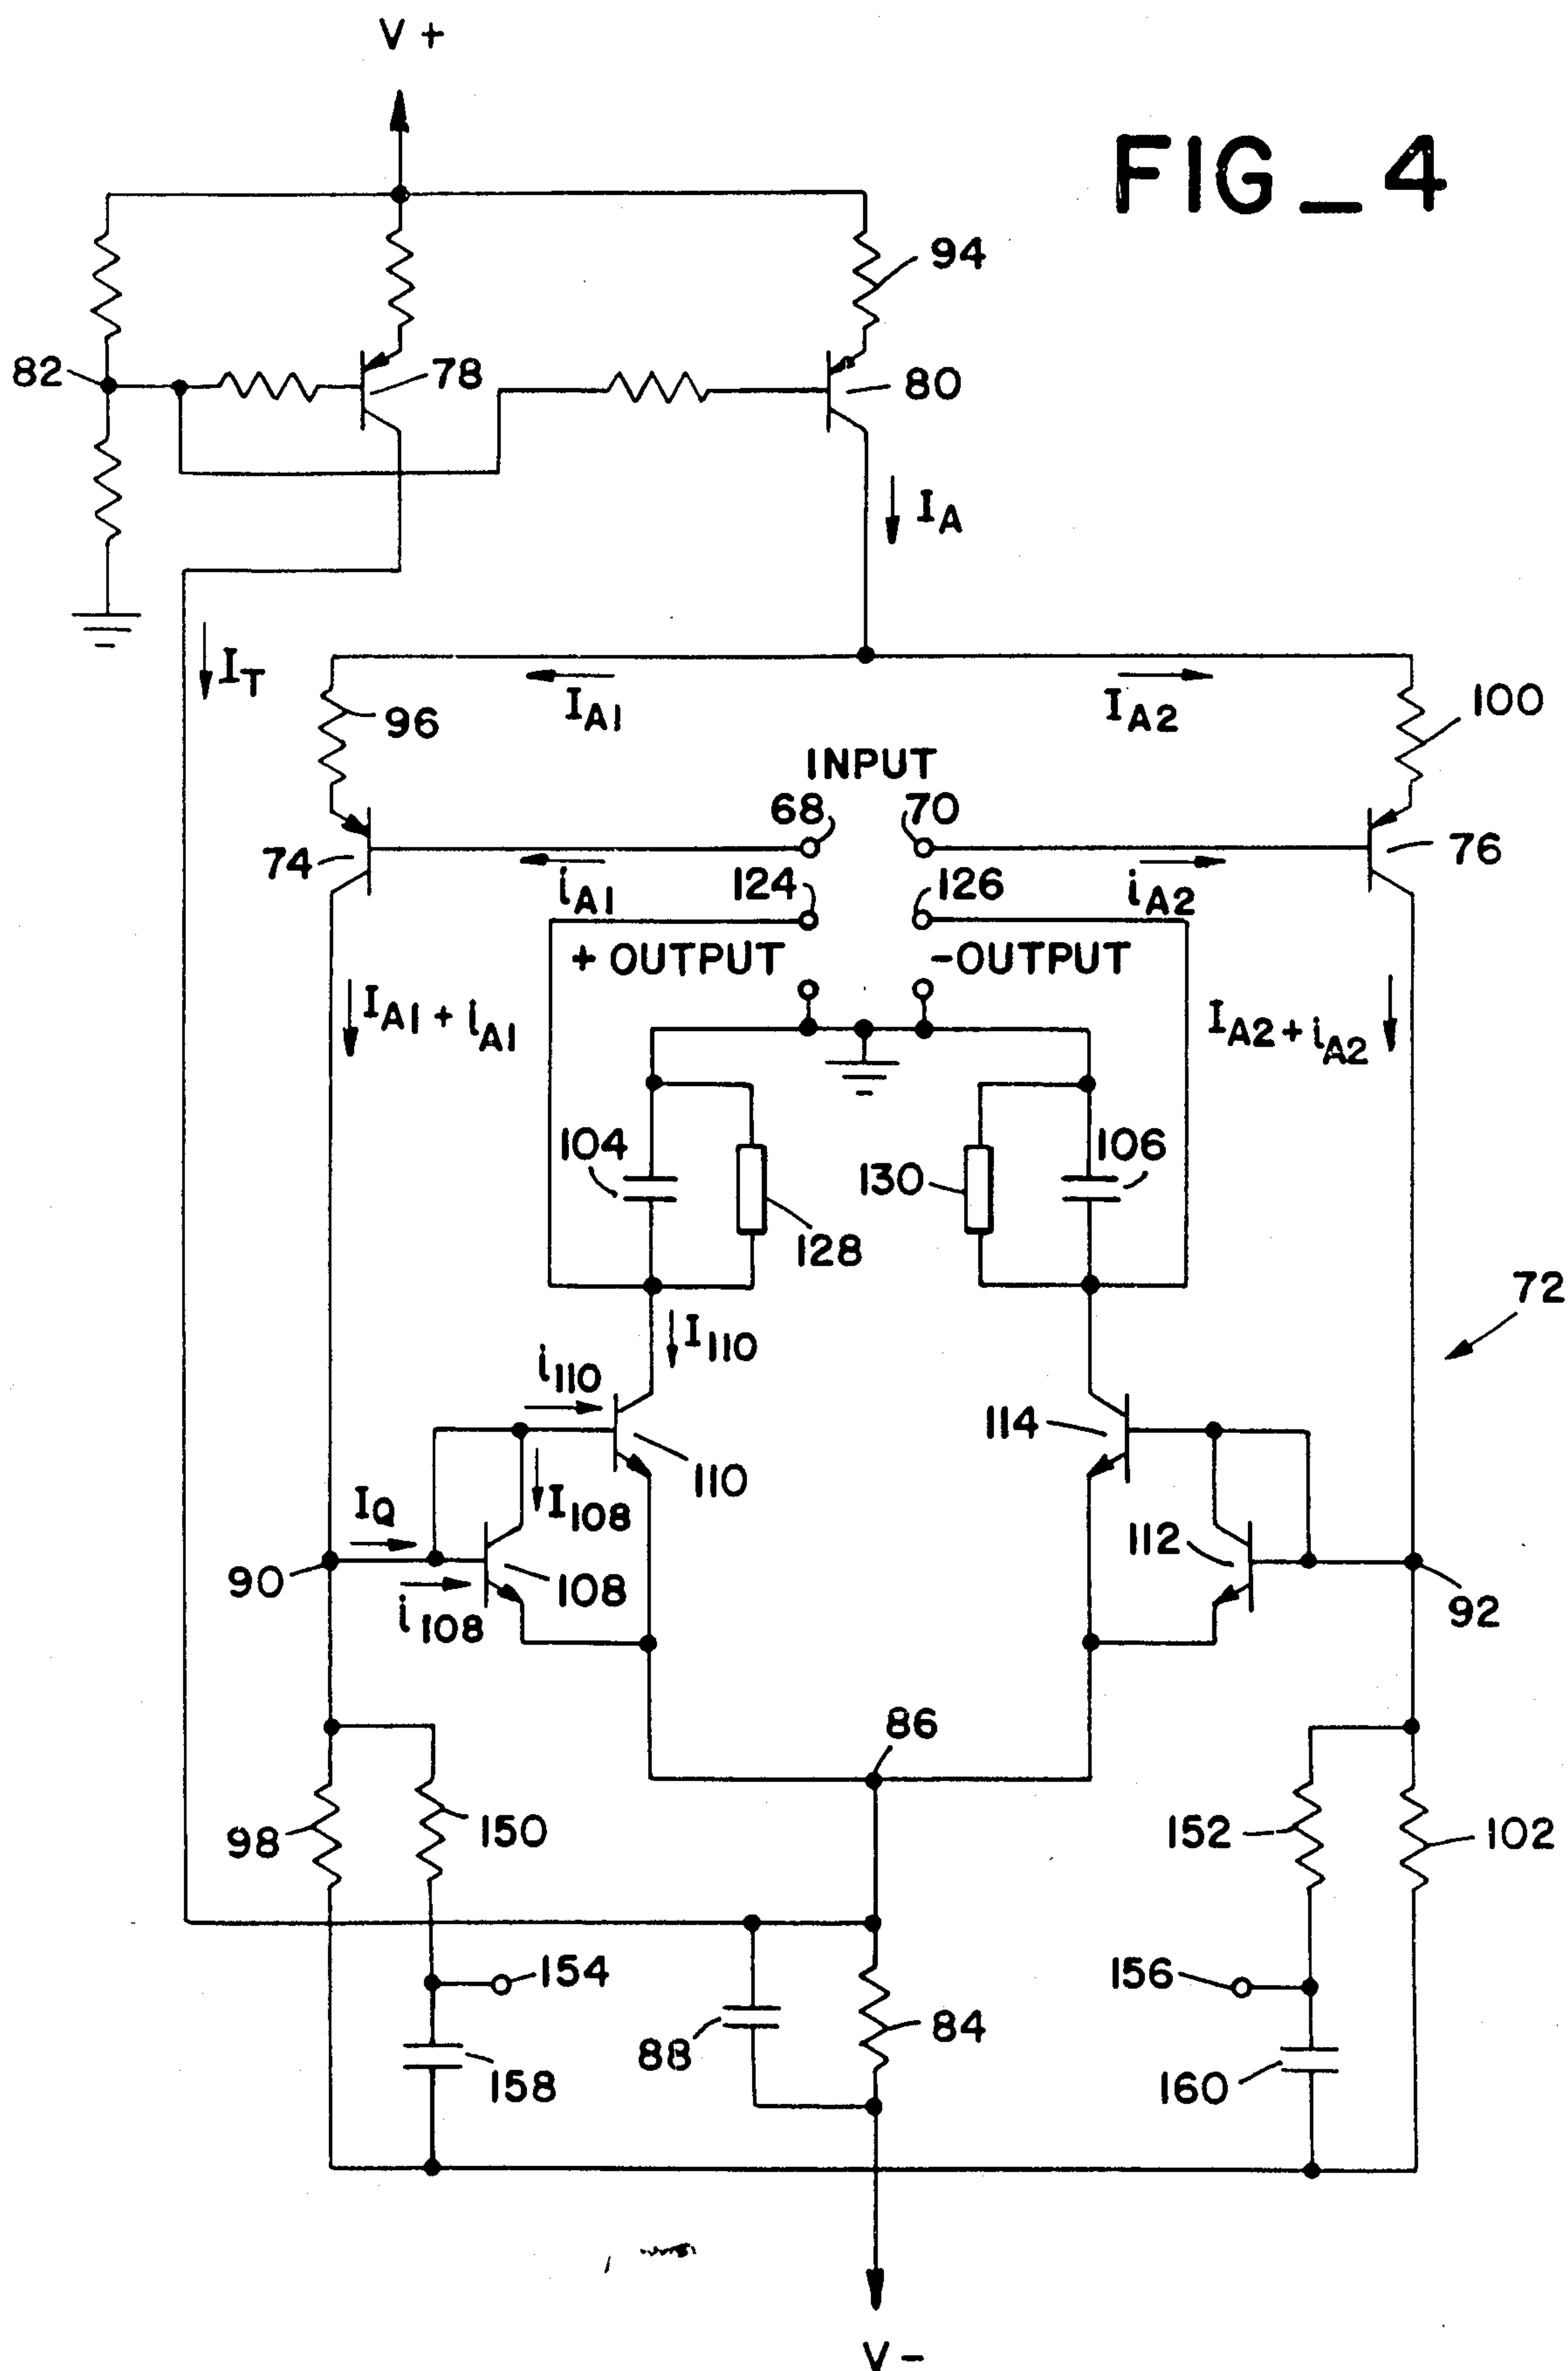 V +
FIG_4
94
82
78
80
I_A
I_T
I_A1
I_A2
96
100
INPUT
68
70
74
76
i_A1
124
126
i_A2
+ OUTPUT
-OUTPUT
I_A1 + i_A1
I_A2 + i_A2
104
106
130
128
72
I_110
i_110
114
110
I_Q
I_108
112
90
108
92
i_108
86
98
150
152
102
154
156
88
84
158
160
V -